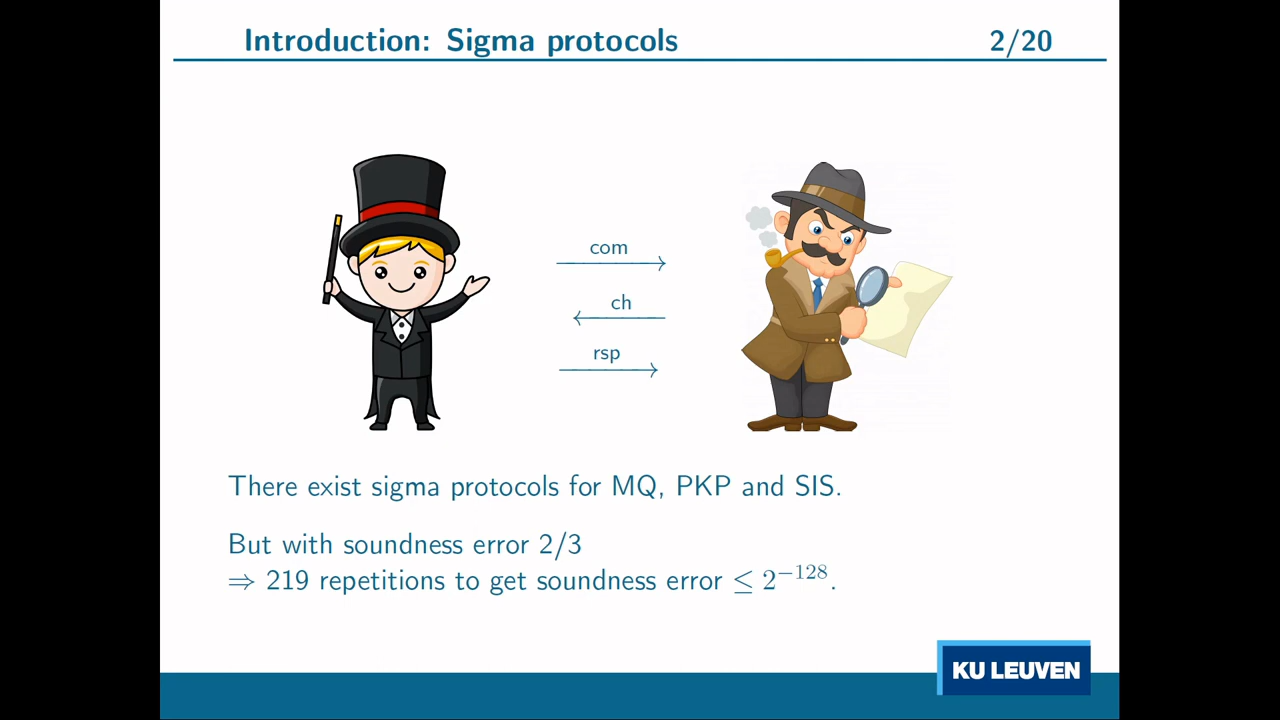 Introduction: Sigma protocols 2/20
com
ch
rsp
There exist sigma protocols for MQ, PKP and SIS.
But with soundness error 2/3
⇒ 219 repetitions to get soundness error ≤ 2⁻¹²⁸.
KU LEUVEN